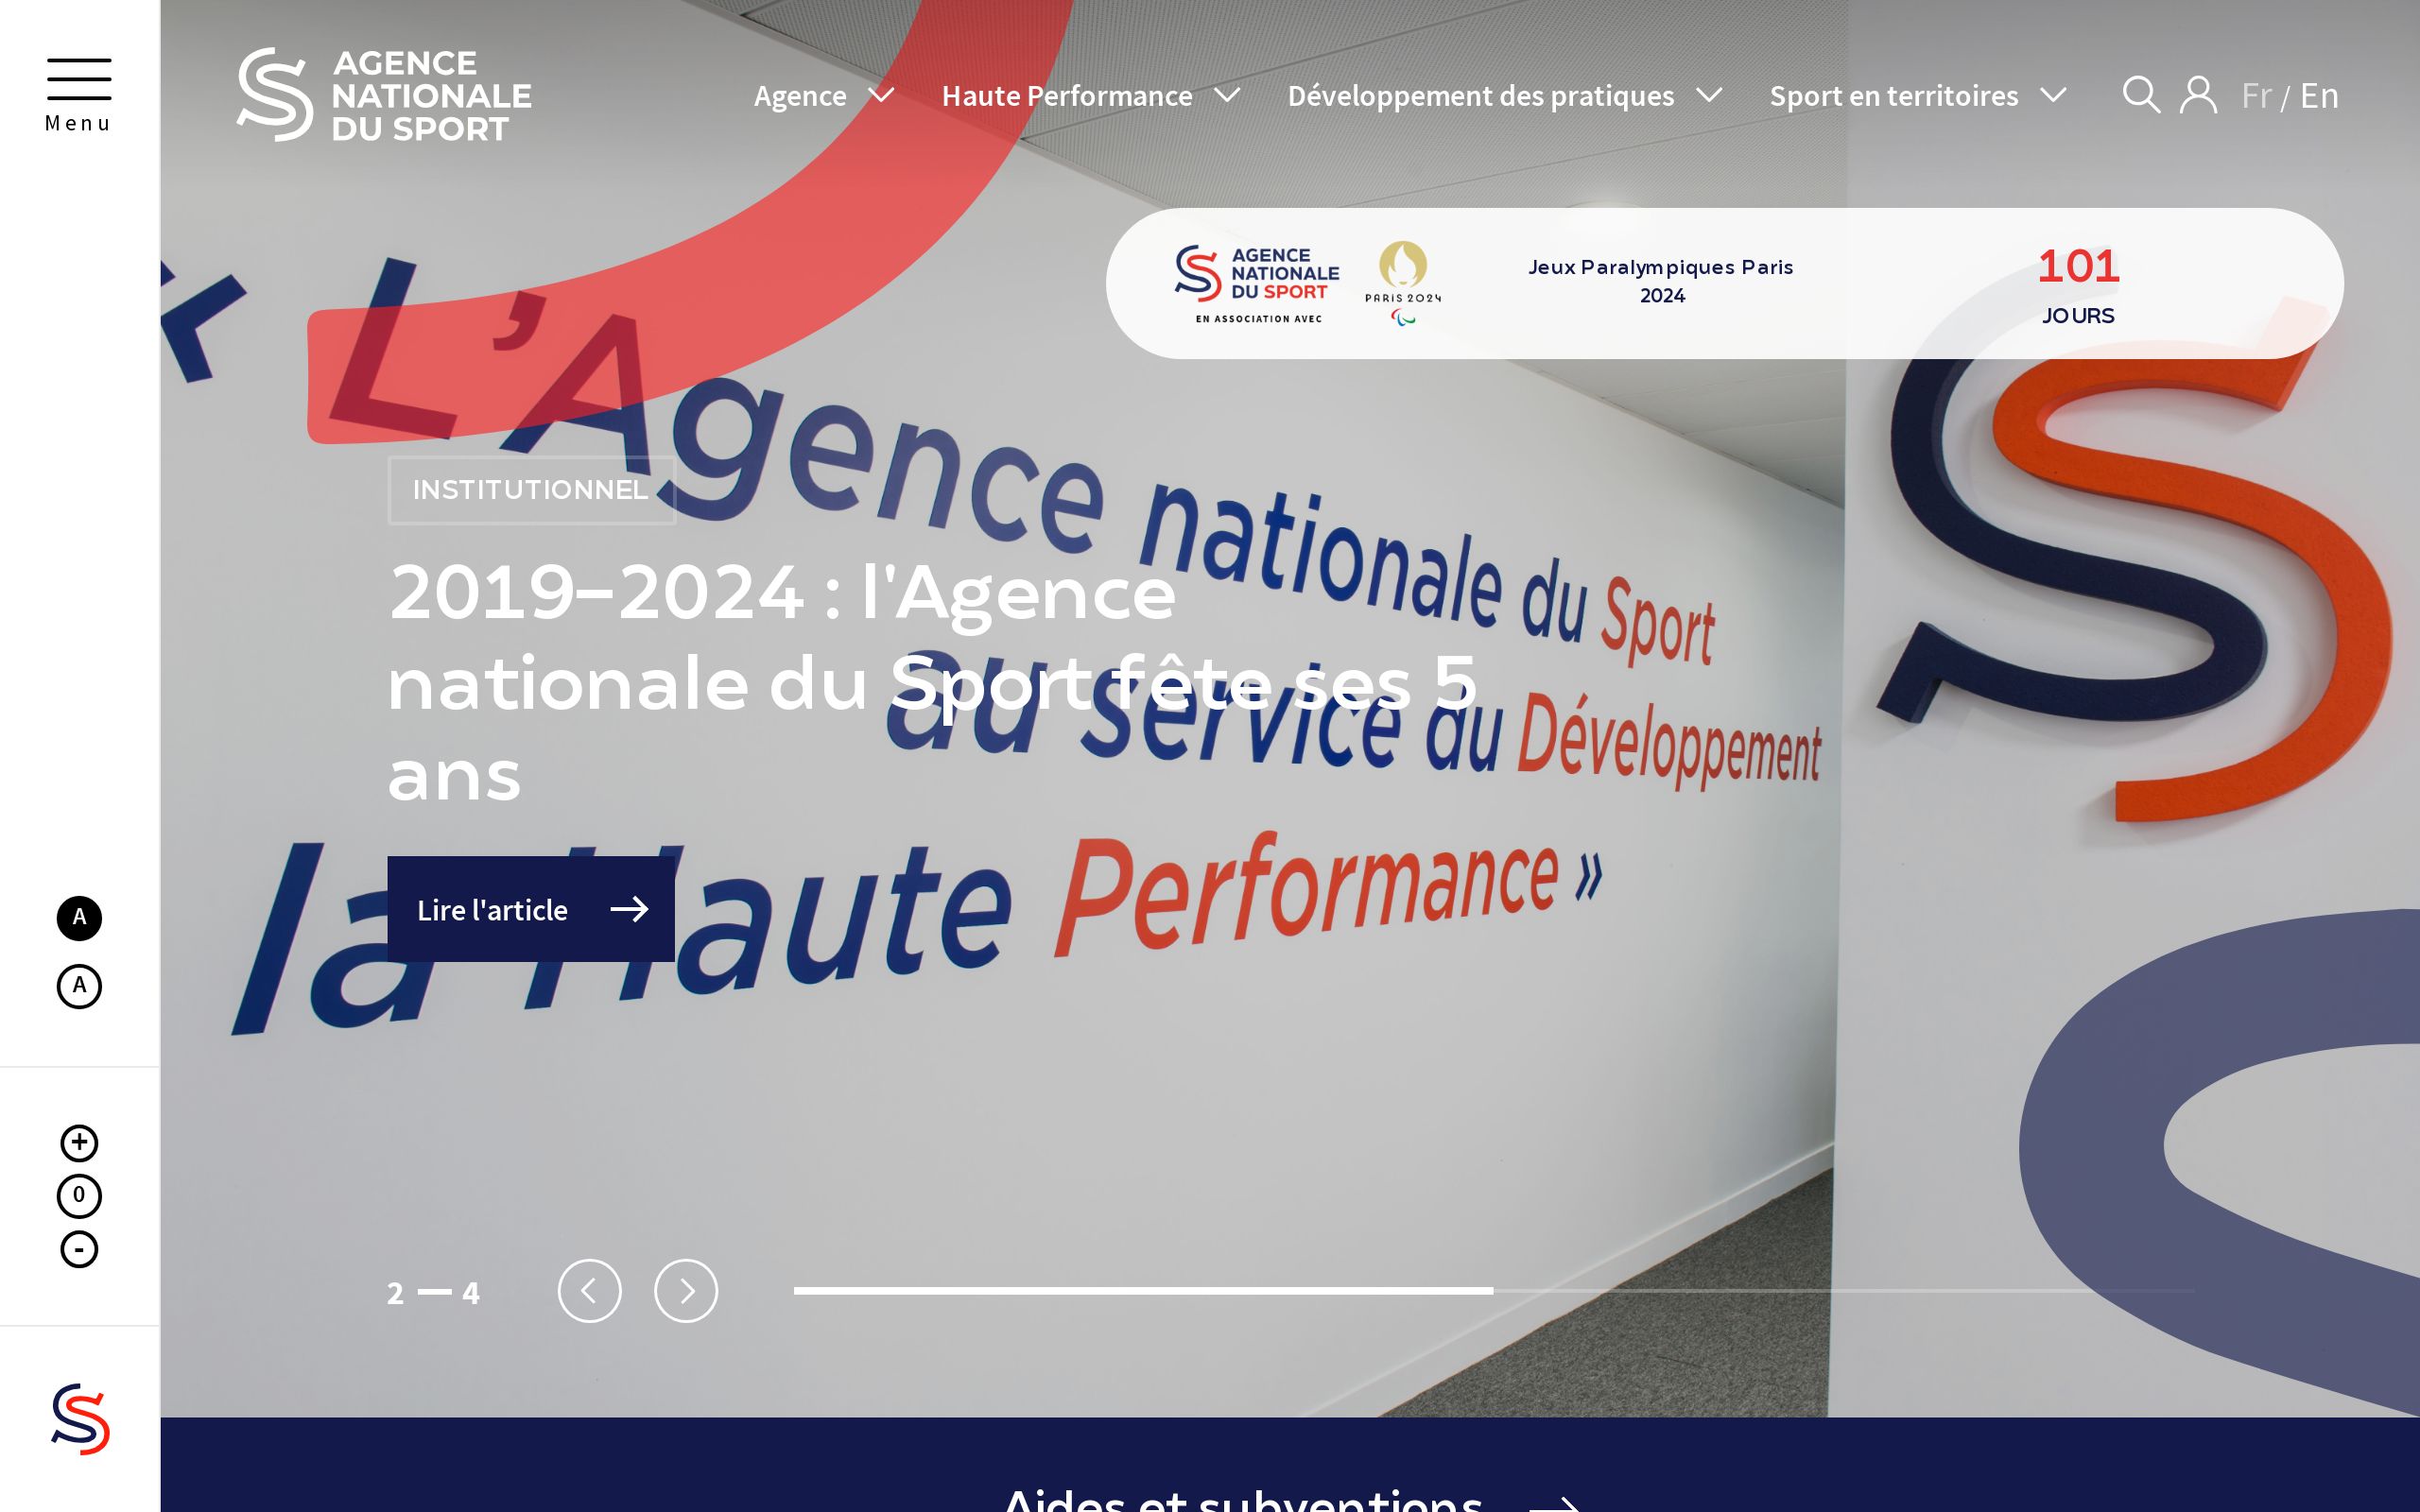 Menu
AGENCE
NATIONALE
DU SPORT
Agence
Haute Performance
Développement des pratiques
Sport en territoires
Fr / En
AGENCE
NATIONALE
DU SPORT
EN ASSOCIATION AVEC
PARIS 2024
Jeux Paralympiques Paris
2024
101
JOURS
« L'Agence nationale du Sport
au service du Développement
la Haute Performance »
INSTITUTIONNEL
2019–2024 : l'Agence
nationale du Sport fête ses 5
ans
Lire l'article
A
A
+
0
-
2 — 4
Aides et subventions